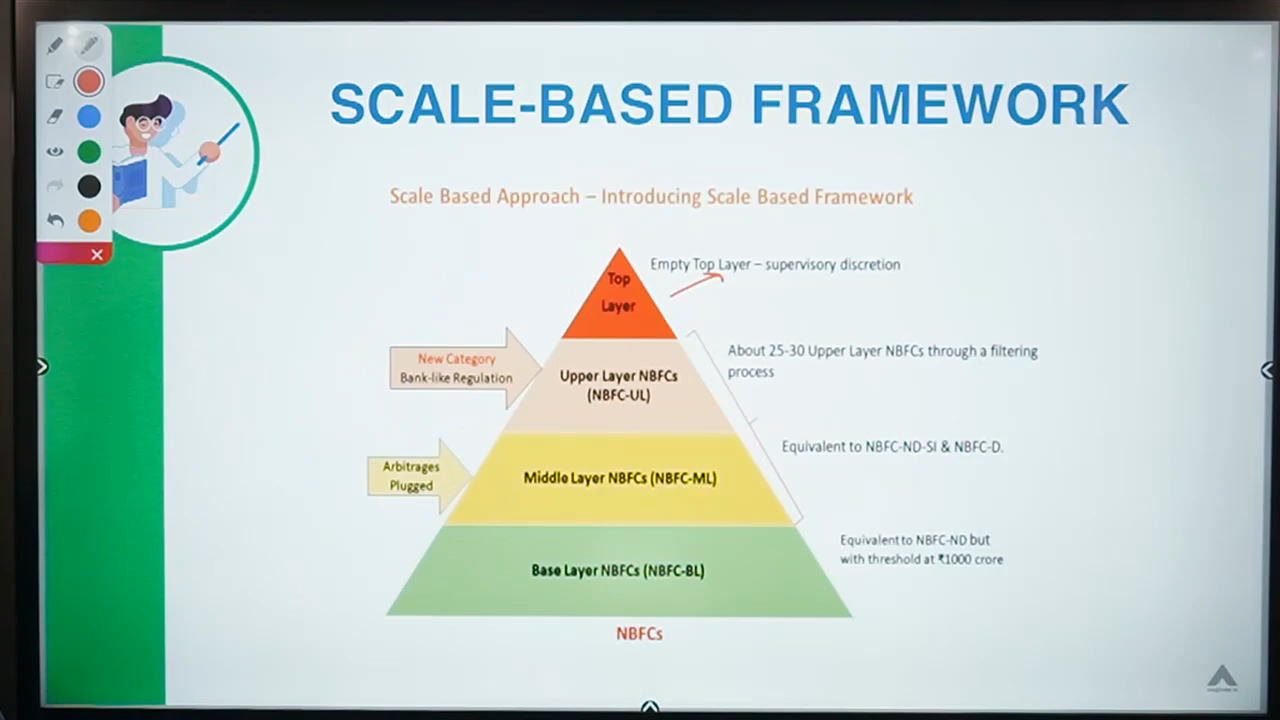 SCALE-BASED FRAMEWORK
Scale Based Approach – Introducing Scale Based Framework
Empty Top Layer – supervisory discretion
Top
Layer
New Category
Bank-like Regulation
Upper Layer NBFCs
(NBFC-UL)
About 25-30 Upper Layer NBFCs through a filtering
process
Arbitrages
Plugged
Middle Layer NBFCs (NBFC-ML)
Equivalent to NBFC-ND-SI & NBFC-D.
Base Layer NBFCs (NBFC-BL)
Equivalent to NBFC-ND but
with threshold at ₹1000 crore
NBFCs